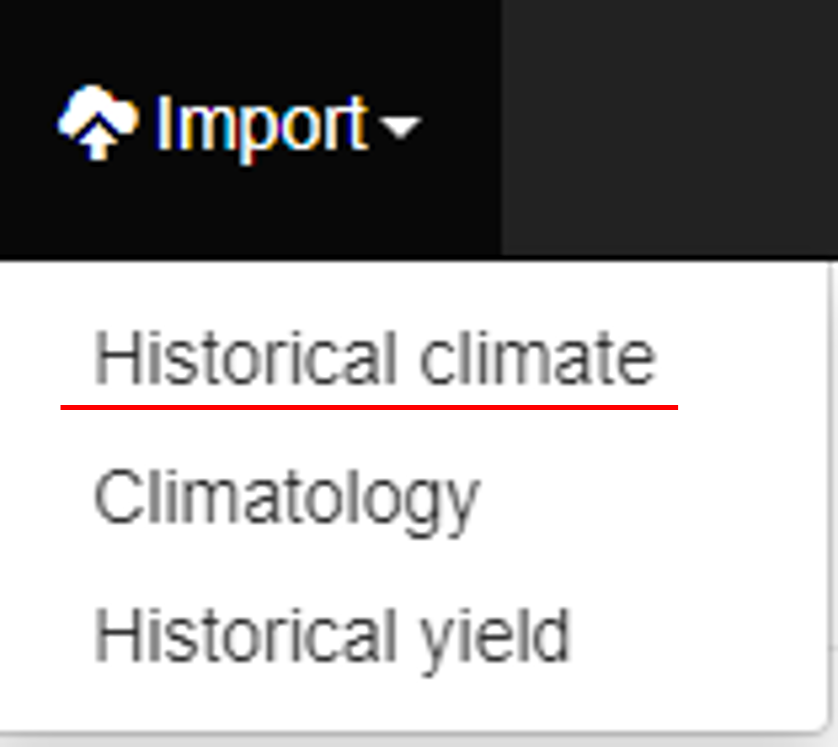 Import
Historical climate
Climatology
Historical yield